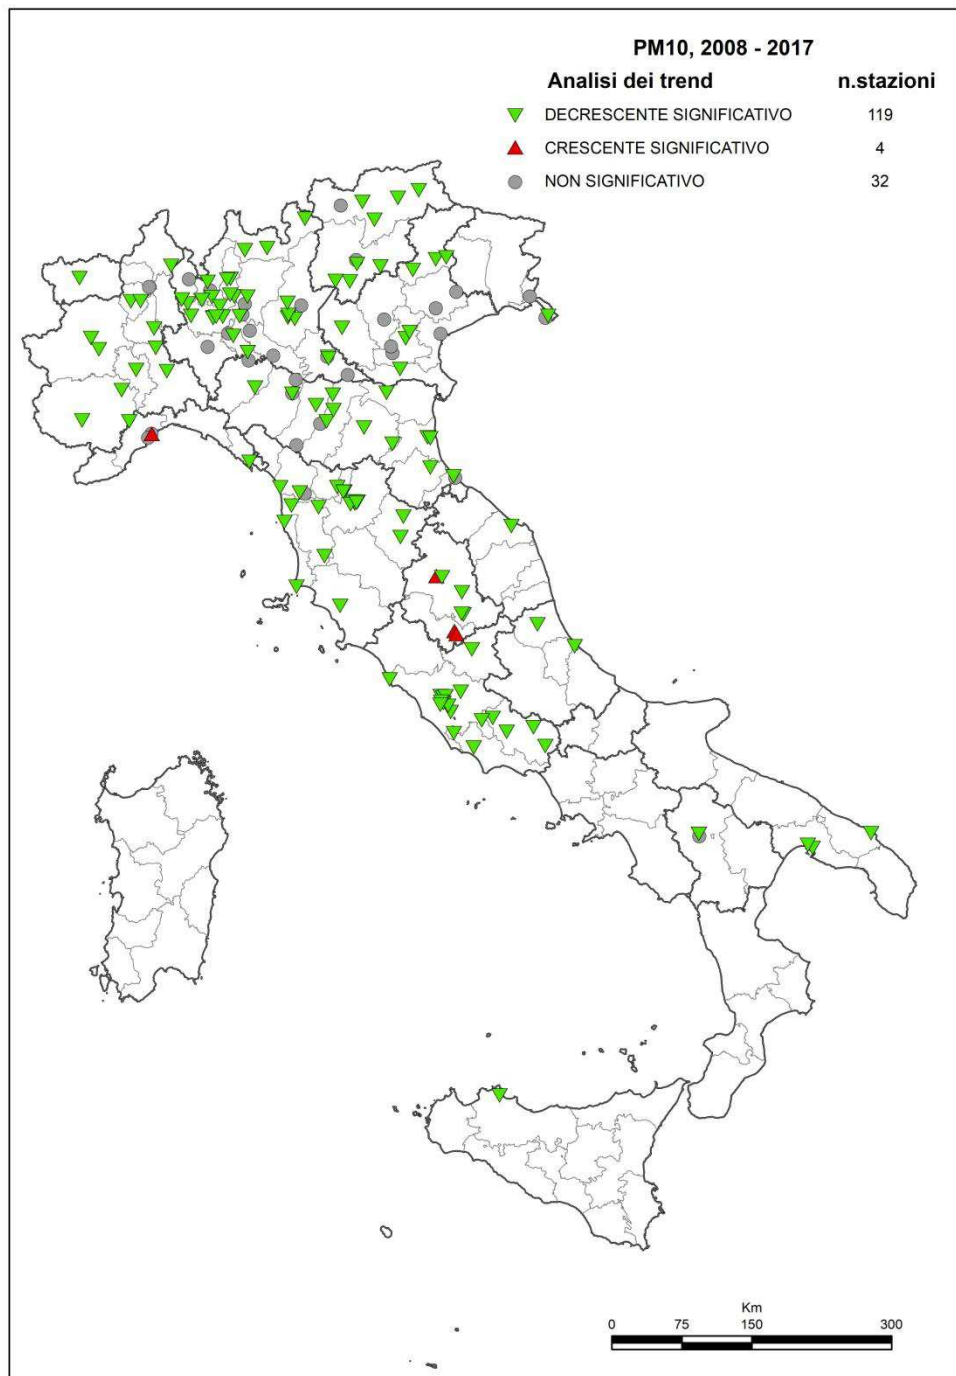 PM10, 2008 - 2017
Analisi dei trend n.stazioni
DECRESCENTE SIGNIFICATIVO 119
CRESCENTE SIGNIFICATIVO 4
NON SIGNIFICATIVO 32
Km
0 75 150 300